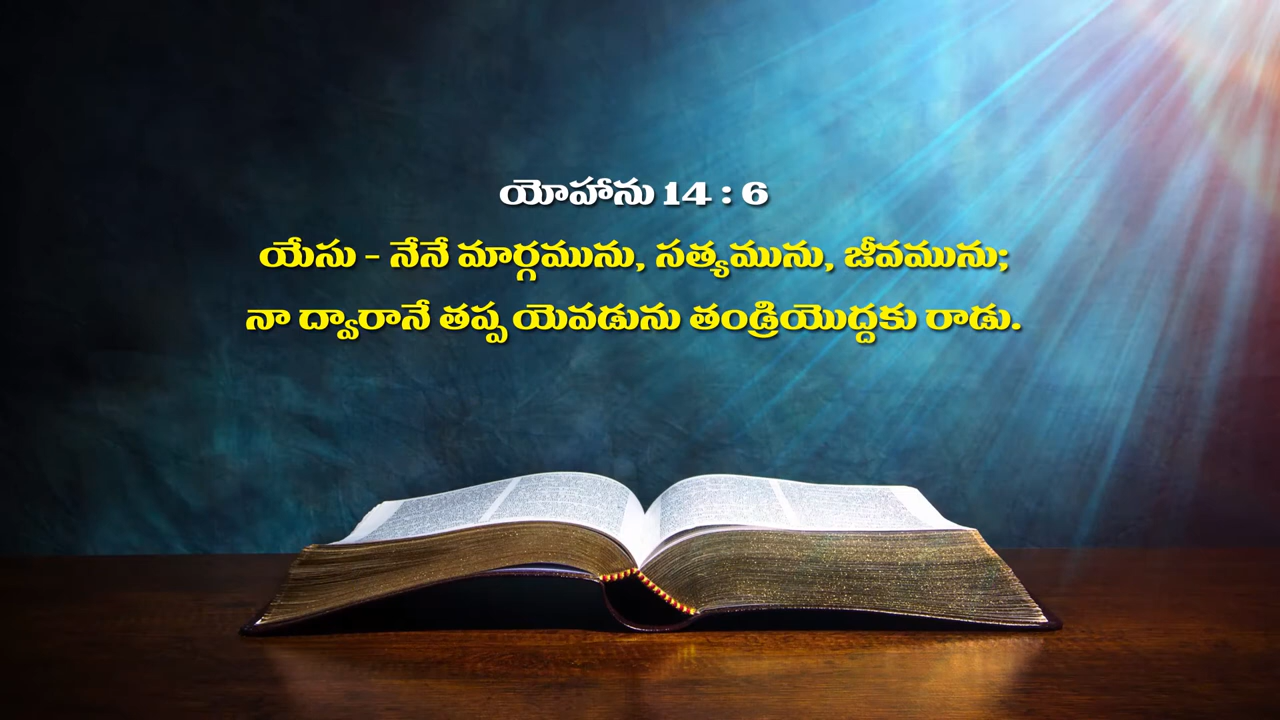 యోహాను 14 : 6
యేసు - నేనే మార్గమును, సత్యమును, జీవమును;
నా ద్వారానే తప్ప యెవడును తండ్రియొద్దకు రాడు.